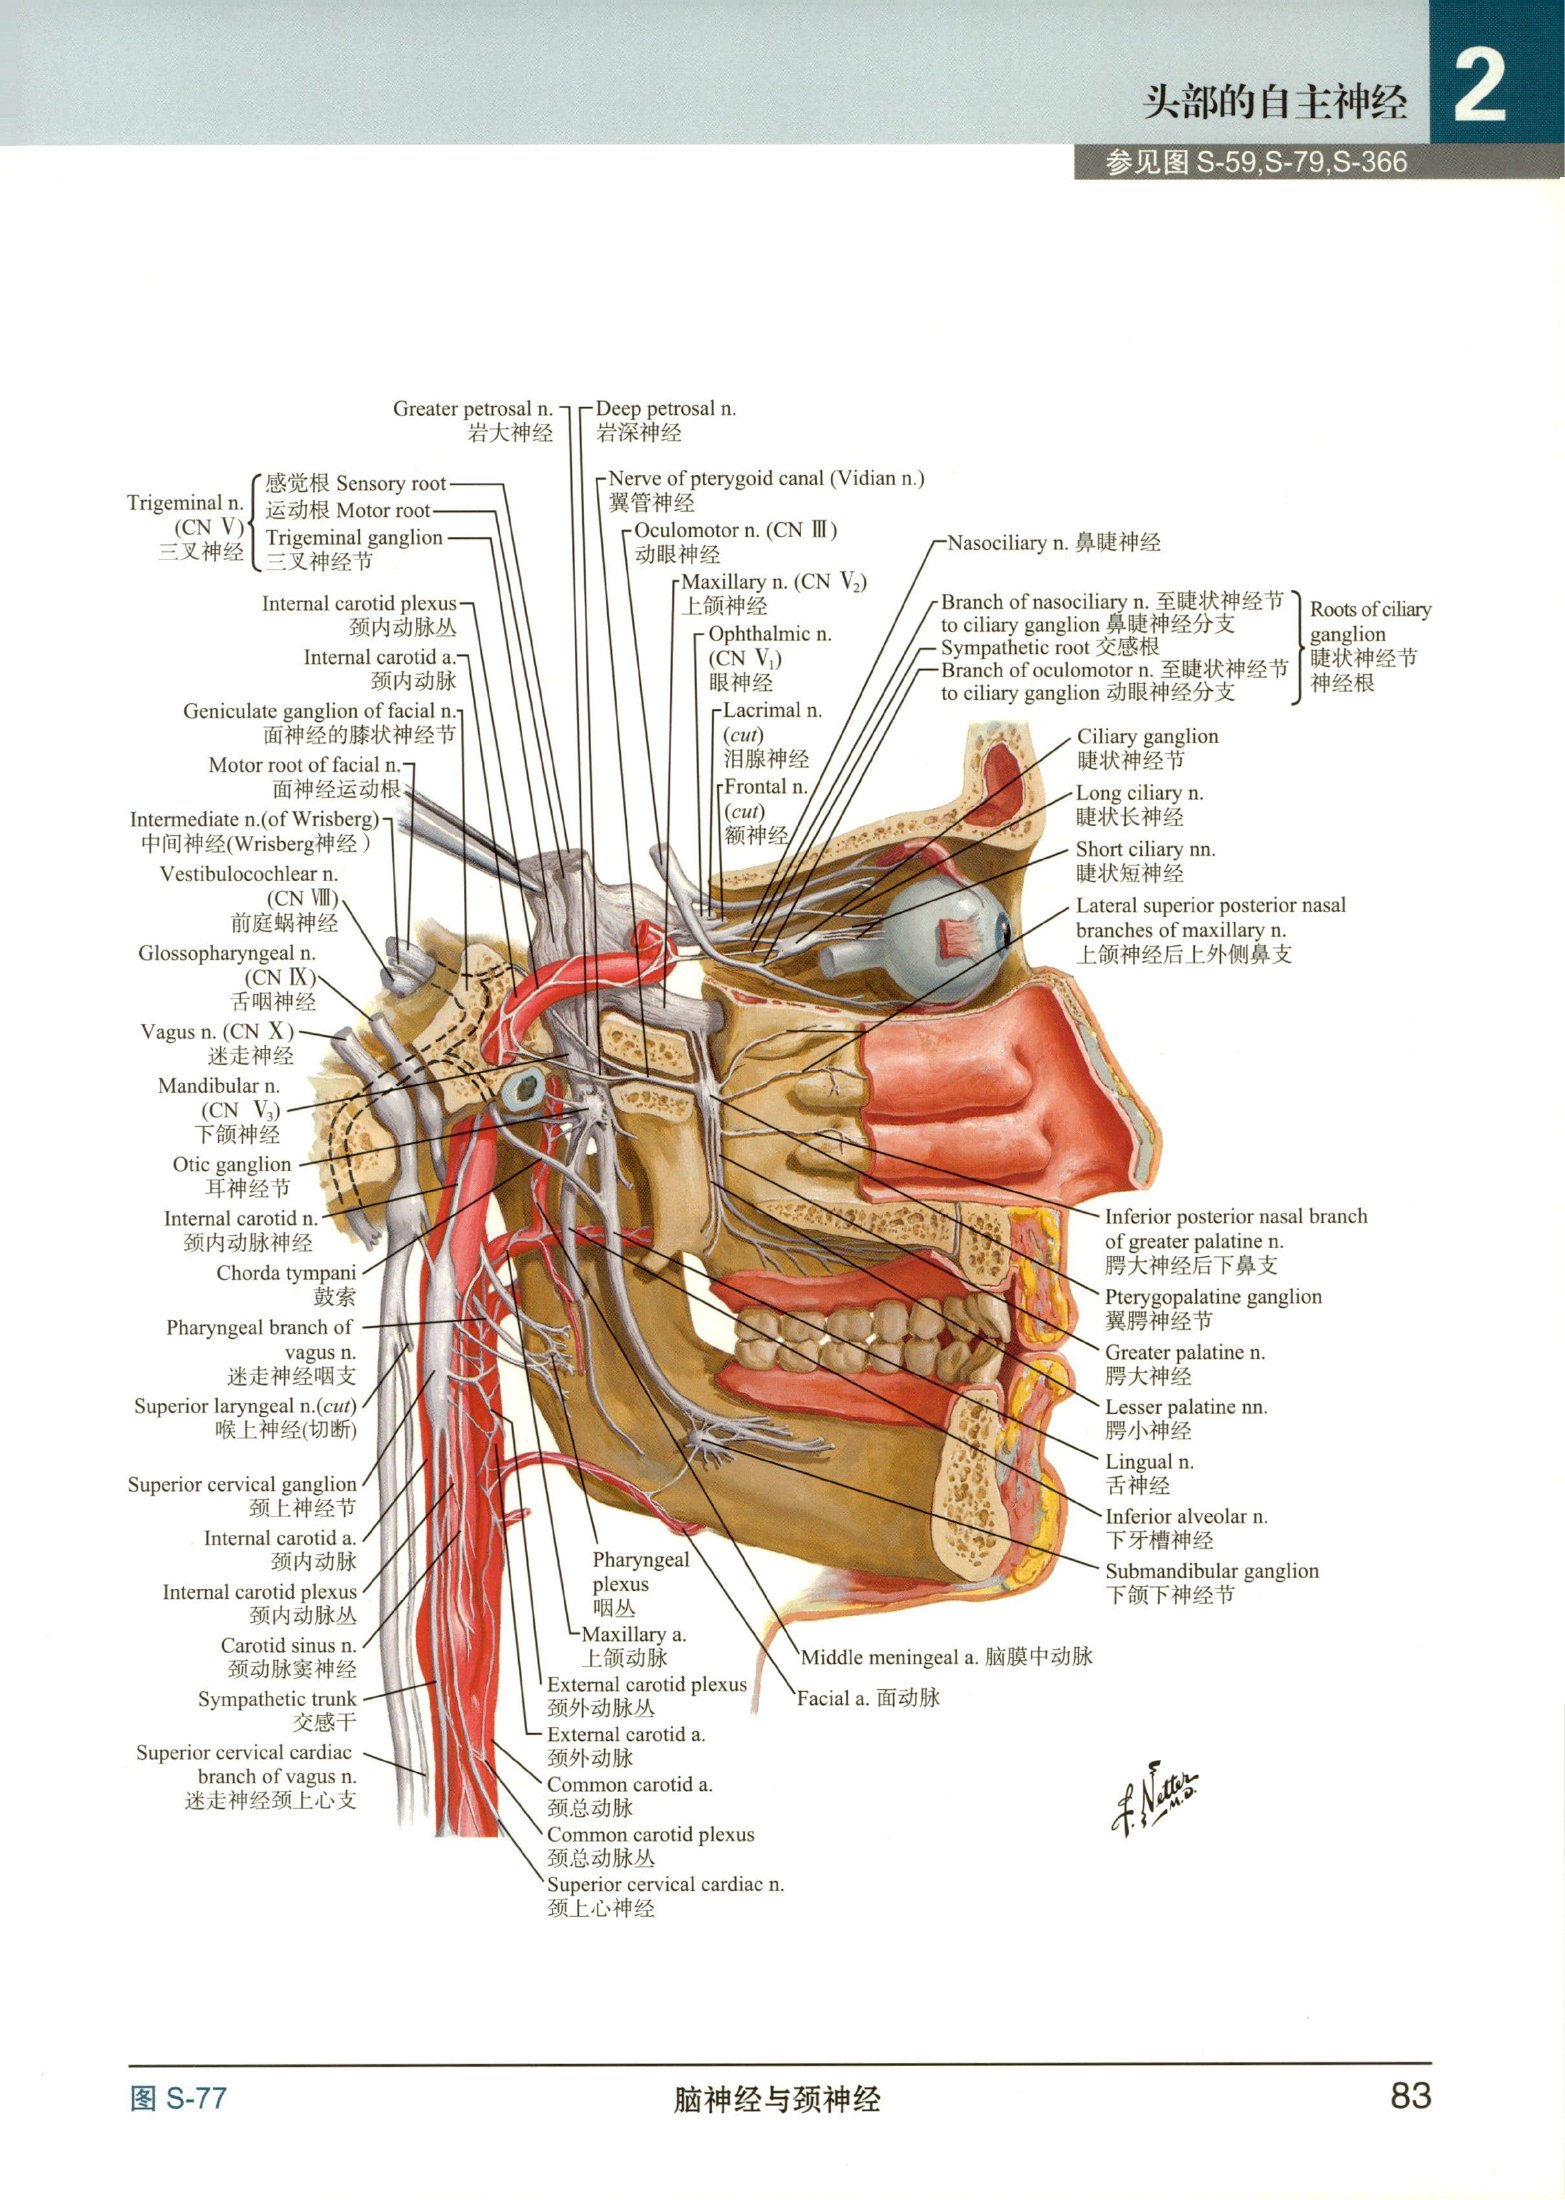 头部的自主神经
2
参见图 S-59,S-79,S-366
Greater petrosal n.
岩大神经
Deep petrosal n.
岩深神经
Trigeminal n.
(CN Ⅴ)
三叉神经
感觉根 Sensory root
运动根 Motor root
Trigeminal ganglion
三叉神经节
Internal carotid plexus
颈内动脉丛
Internal carotid a.
颈内动脉
Geniculate ganglion of facial n.
面神经的膝状神经节
Motor root of facial n.
面神经运动根
Intermediate n.(of Wrisberg)
中间神经(Wrisberg神经)
Vestibulocochlear n.
(CN Ⅷ)
前庭蜗神经
Glossopharyngeal n.
(CN Ⅸ)
舌咽神经
Vagus n. (CN Ⅹ)
迷走神经
Mandibular n.
(CN Ⅴ₃)
下颌神经
Otic ganglion
耳神经节
Internal carotid n.
颈内动脉神经
Chorda tympani
鼓索
Pharyngeal branch of
vagus n.
迷走神经咽支
Superior laryngeal n.(cut)
喉上神经(切断)
Superior cervical ganglion
颈上神经节
Internal carotid a.
颈内动脉
Internal carotid plexus
颈内动脉丛
Carotid sinus n.
颈动脉窦神经
Sympathetic trunk
交感干
Superior cervical cardiac
branch of vagus n.
迷走神经颈上心支
Nerve of pterygoid canal (Vidian n.)
翼管神经
Oculomotor n. (CN Ⅲ)
动眼神经
Maxillary n. (CN Ⅴ₂)
上颌神经
Ophthalmic n.
(CN Ⅴ₁)
眼神经
Lacrimal n.
(cut)
泪腺神经
Frontal n.
(cut)
额神经
Nasociliary n. 鼻睫神经
Branch of nasociliary n. 至睫状神经节
to ciliary ganglion 鼻睫神经分支
Sympathetic root 交感根
Branch of oculomotor n. 至睫状神经节
to ciliary ganglion 动眼神经分支
Roots of ciliary
ganglion
睫状神经节
神经根
Ciliary ganglion
睫状神经节
Long ciliary n.
睫状长神经
Short ciliary nn.
睫状短神经
Lateral superior posterior nasal
branches of maxillary n.
上颌神经后上外侧鼻支
Inferior posterior nasal branch
of greater palatine n.
腭大神经后下鼻支
Pterygopalatine ganglion
翼腭神经节
Greater palatine n.
腭大神经
Lesser palatine nn.
腭小神经
Lingual n.
舌神经
Inferior alveolar n.
下牙槽神经
Submandibular ganglion
下颌下神经节
Pharyngeal
plexus
咽丛
Maxillary a.
上颌动脉
Middle meningeal a. 脑膜中动脉
External carotid plexus
颈外动脉丛
Facial a. 面动脉
External carotid a.
颈外动脉
Common carotid a.
颈总动脉
Common carotid plexus
颈总动脉丛
Superior cervical cardiac n.
颈上心神经
F. Netter
M.D.
图 S-77
脑神经与颈神经
83